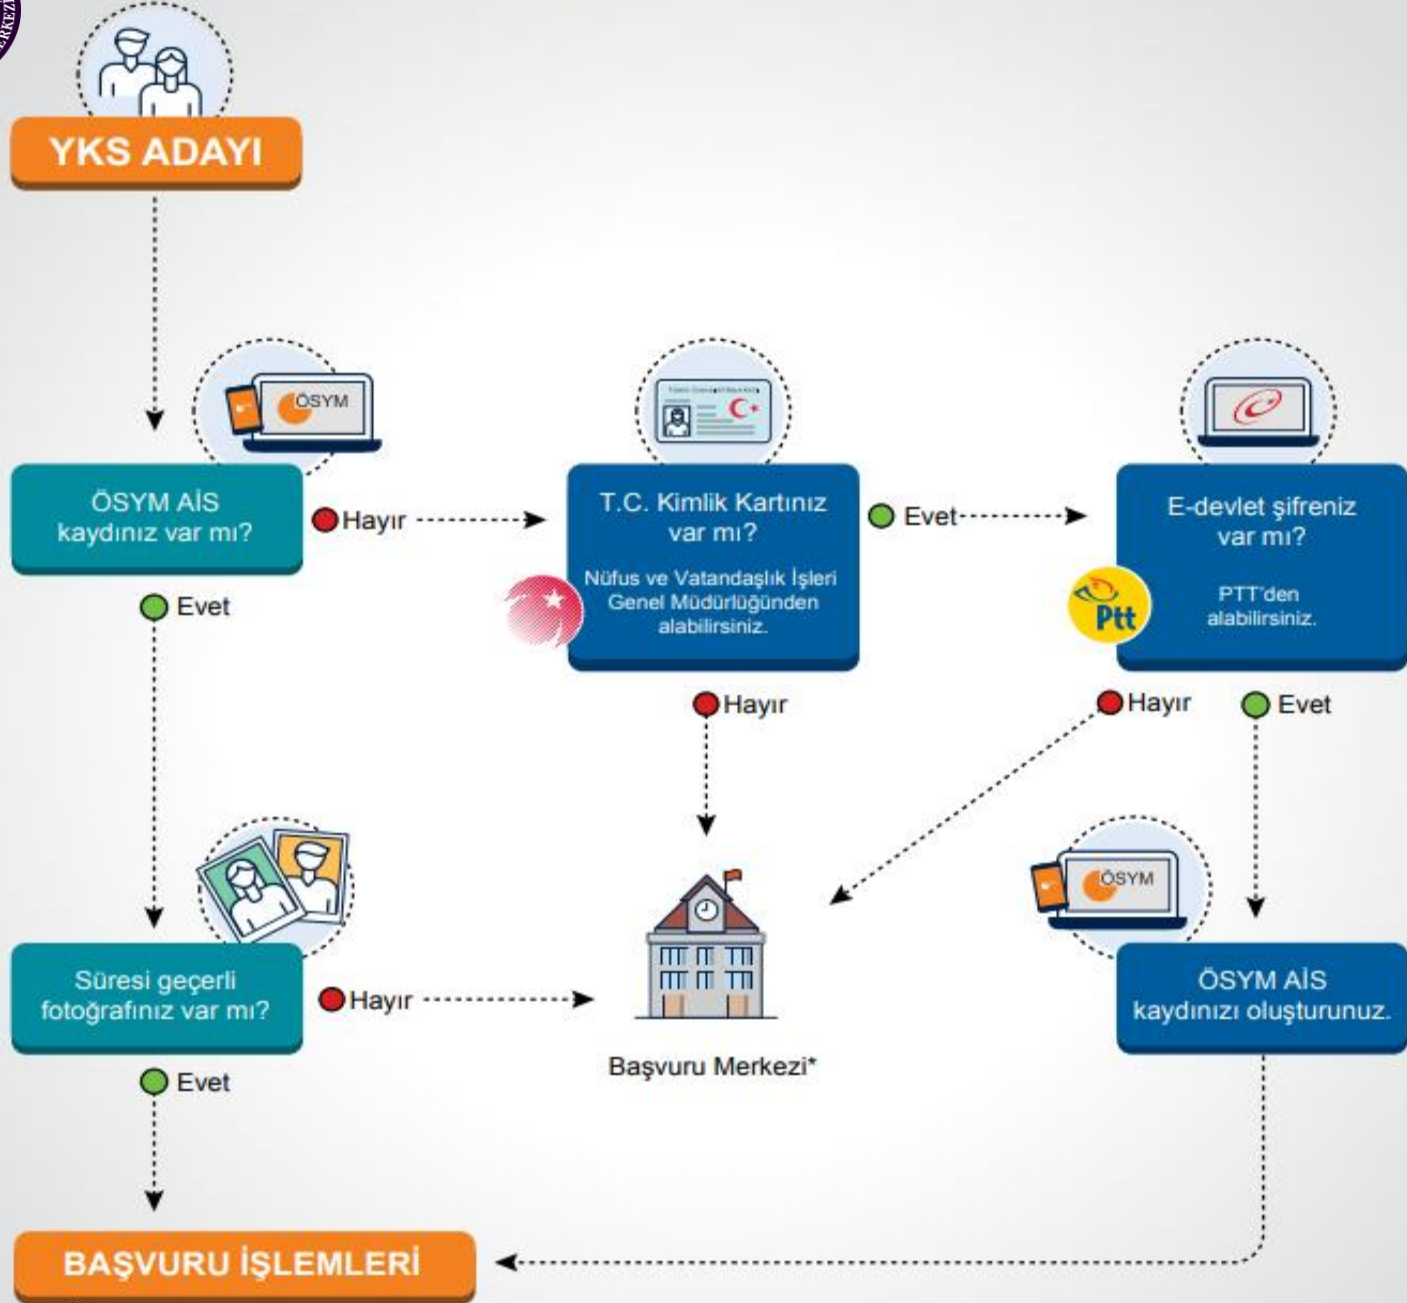 YKS ADAYI
ÖSYM
ÖSYM AİS
kaydınız var mı?
Hayır
T.C. Kimlik Kartınız
var mı?
Nüfus ve Vatandaşlık İşleri
Genel Müdürlüğünden
alabilirsiniz.
Evet
E-devlet şifreniz
var mı?
PTT'den
alabilirsiniz.
Ptt
Evet
Hayır
Hayır
Evet
ÖSYM
Süresi geçerli
fotoğrafınız var mı?
Hayır
Başvuru Merkezi*
ÖSYM AİS
kaydınızı oluşturunuz.
Evet
BAŞVURU İŞLEMLERİ